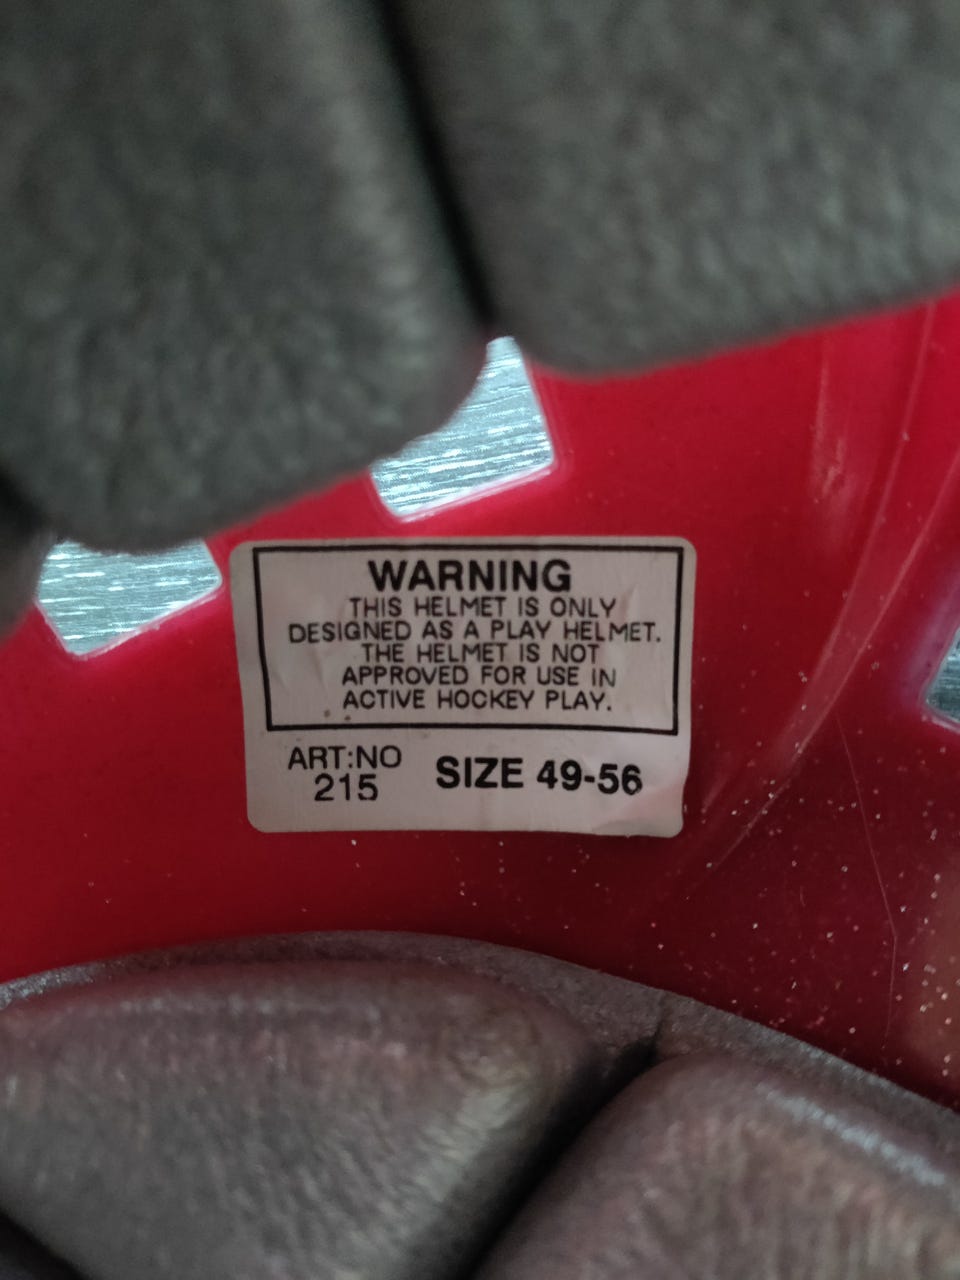 WARNING
THIS HELMET IS ONLY
DESIGNED AS A PLAY HELMET.
THE HELMET IS NOT
APPROVED FOR USE IN
ACTIVE HOCKEY PLAY.
ART:NO
215
SIZE 49-56